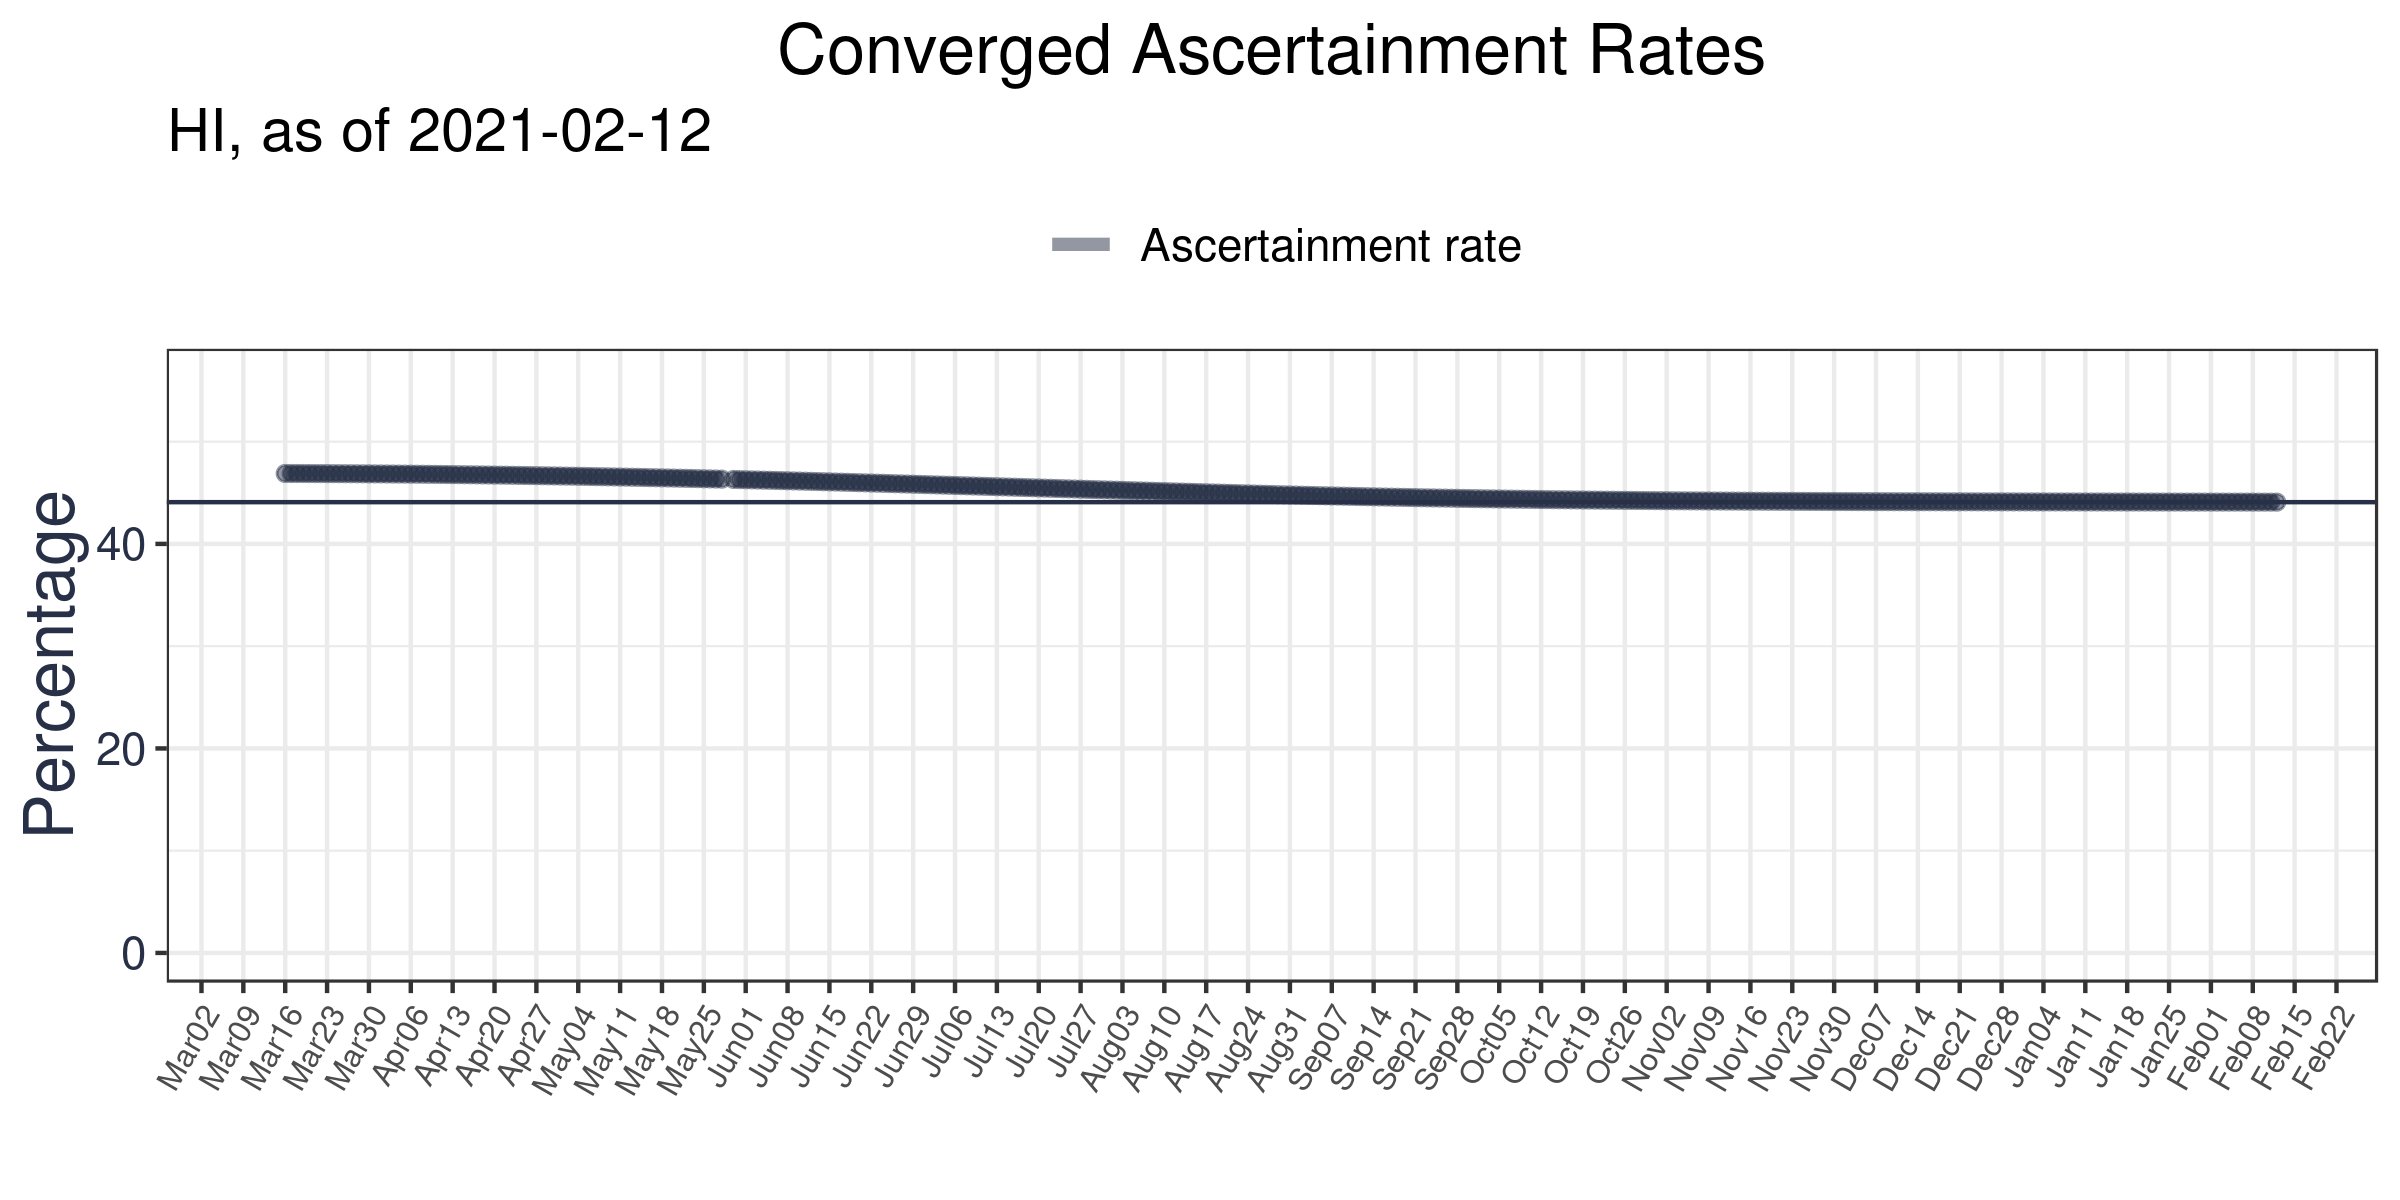 Converged Ascertainment Rates
HI, as of 2021-02-12
Ascertainment rate
Percentage
40
20
0
Mar02
Mar09
Mar16
Mar23
Mar30
Apr06
Apr13
Apr20
Apr27
May04
May11
May18
May25
Jun01
Jun08
Jun15
Jun22
Jun29
Jul06
Jul13
Jul20
Jul27
Aug03
Aug10
Aug17
Aug24
Aug31
Sep07
Sep14
Sep21
Sep28
Oct05
Oct12
Oct19
Oct26
Nov02
Nov09
Nov16
Nov23
Nov30
Dec07
Dec14
Dec21
Dec28
Jan04
Jan11
Jan18
Jan25
Feb01
Feb08
Feb15
Feb22